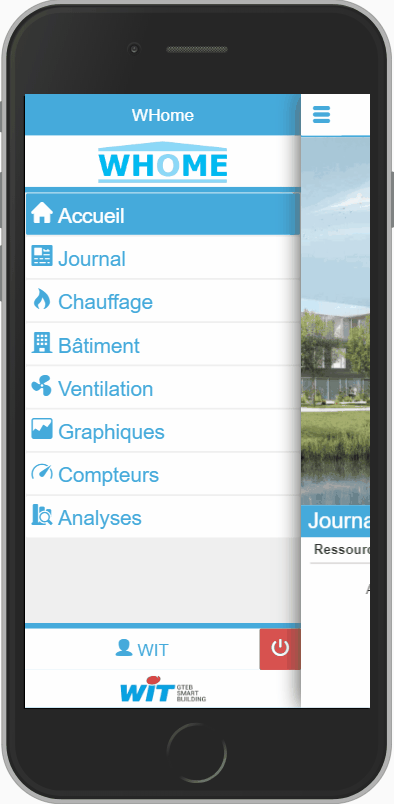 WHome
WHOME
Accueil
Journal
Chauffage
Bâtiment
Ventilation
Graphiques
Compteurs
Analyses
WIT
WiT GTEB
SMART
BUILDING
Journa
Ressourc